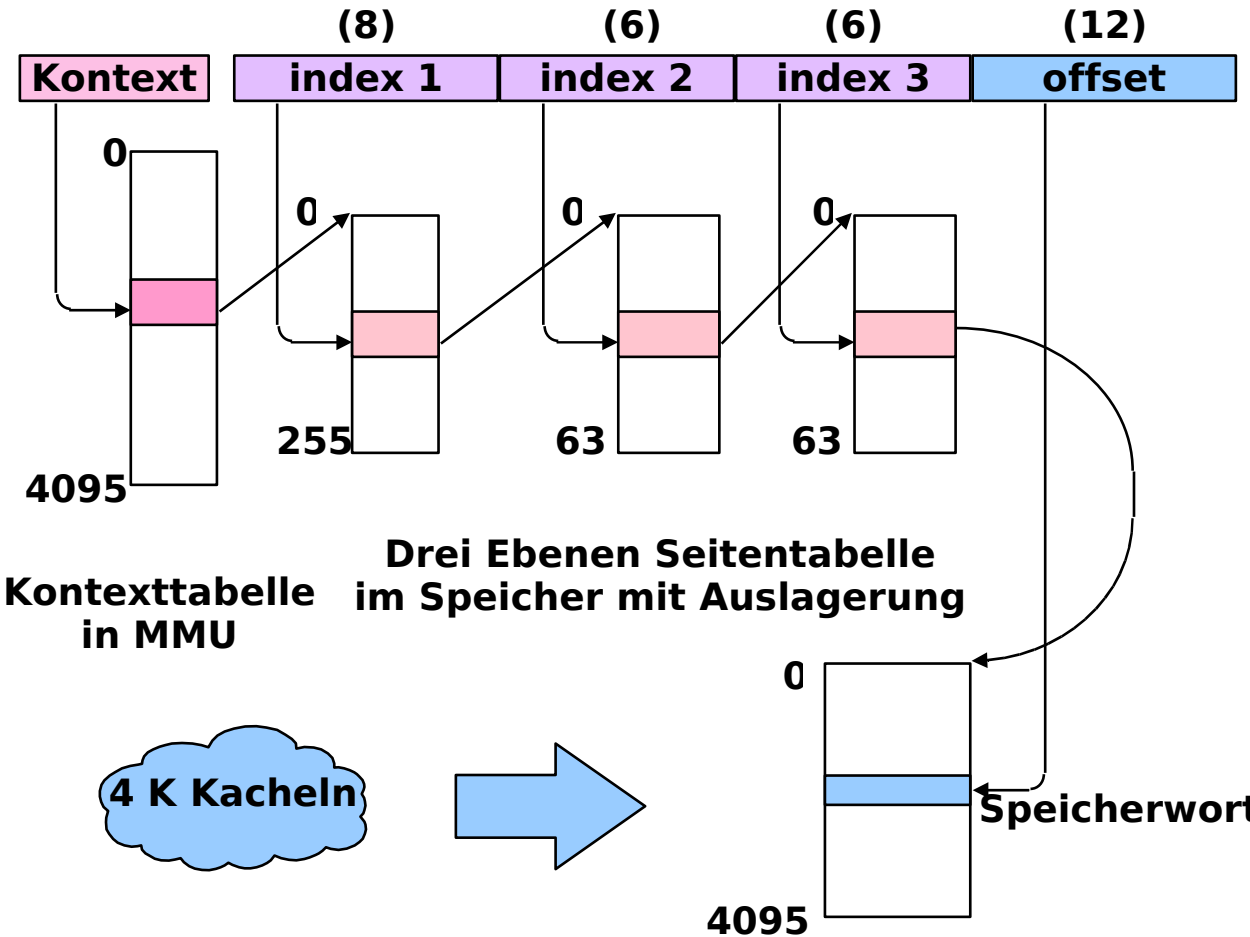 (8) (6) (6) (12)
Kontext index 1 index 2 index 3 offset
0
0 0 0
255 63 63
4095
Drei Ebenen Seitentabelle
im Speicher mit Auslagerung
Kontexttabelle
in MMU
0
4 K Kacheln
Speicherwort
4095